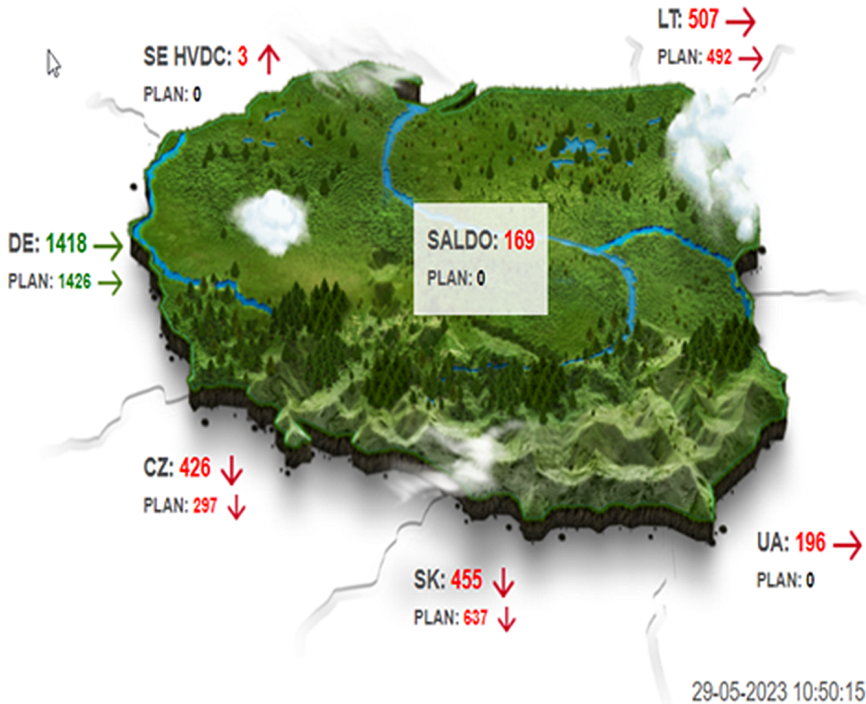 LT: 507
PLAN: 492
SE HVDC: 3
PLAN: 0
DE: 1418
PLAN: 1426
SALDO: 169
PLAN: 0
CZ: 426
PLAN: 297
SK: 455
PLAN: 637
UA: 196
PLAN: 0
29-05-2023 10:50:15